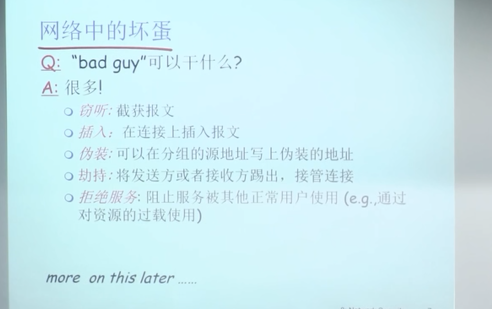 网络中的坏蛋
Q: “bad guy”可以干什么?
A: 很多!
窃听: 截获报文
插入: 在连接上插入报文
伪装: 可以在分组的源地址写上伪装的地址
劫持: 将发送方或者接收方踢出，接管连接
拒绝服务: 阻止服务被其他正常用户使用 (e.g.,通过
对资源的过载使用)
more on this later ……